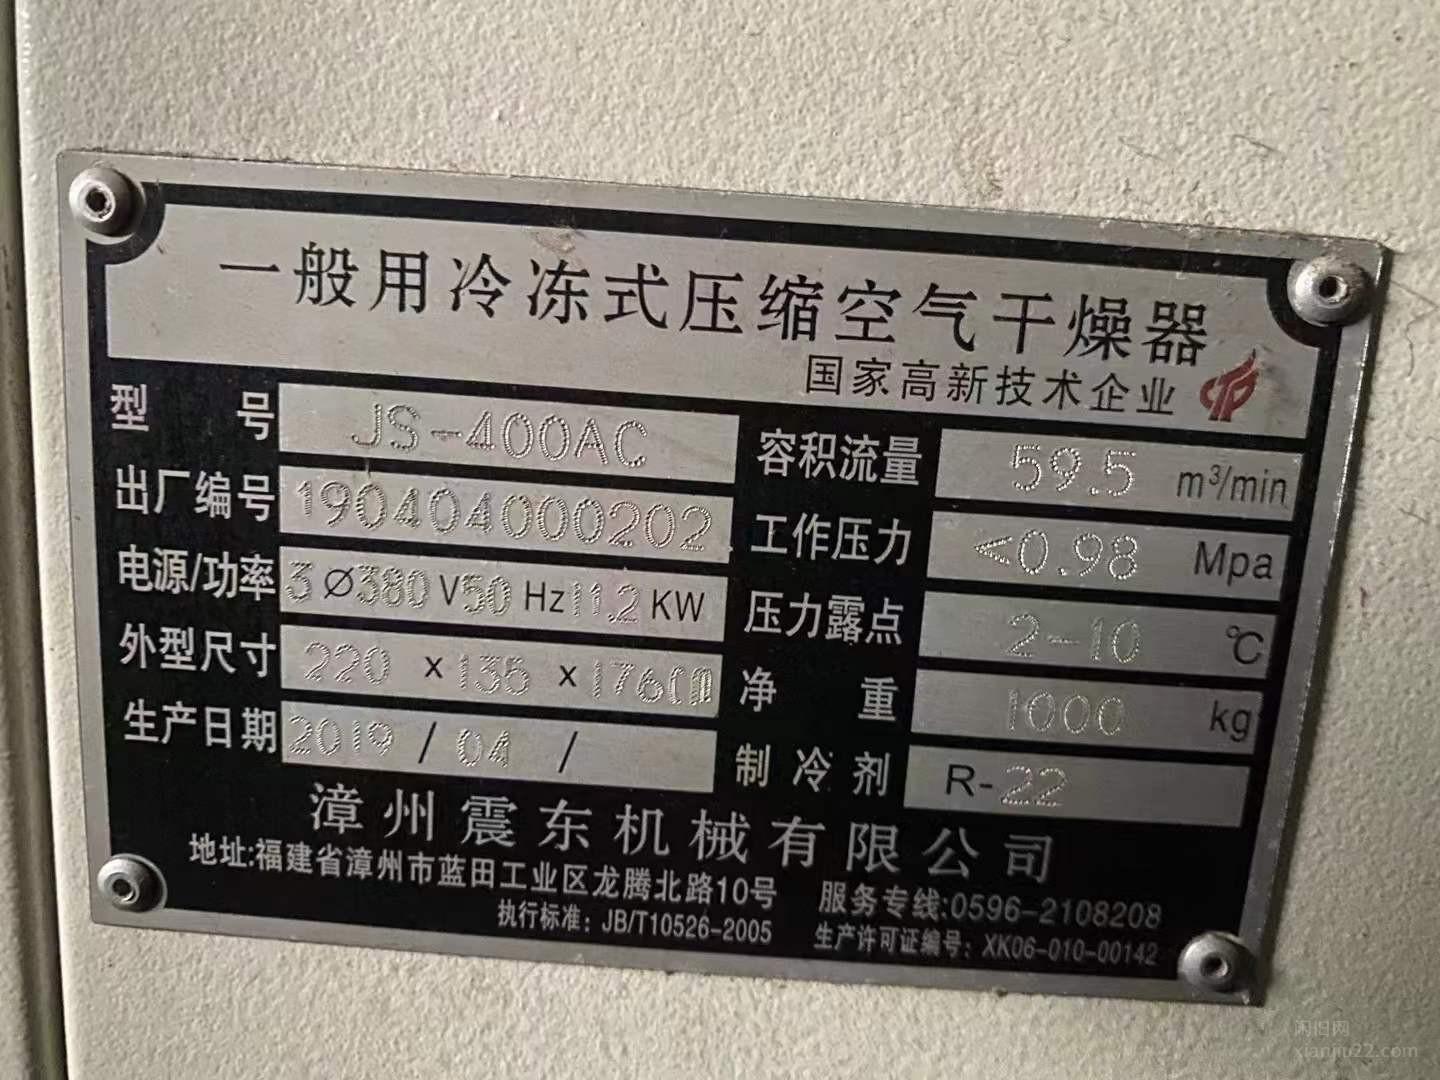 一般用冷冻式压缩空气干燥器
国家高新技术企业
型 号 JS-400AC
容积流量 59.5 m³/min
出厂编号 190404000202
工作压力 <0.98 Mpa
电源/功率 3∅380V50Hz11.2KW
压力露点 2-10 ℃
外型尺寸 220×135×176cm
净 重 1000 kg
生产日期 2019/04/
制冷剂 R-22
漳州震东机械有限公司
地址:福建省漳州市蓝田工业区龙腾北路10号
服务专线:0596-2108208
执行标准: JB/T10526-2005
生产许可证编号: XK06-010-00142
闲旧网
xianjiu22.com